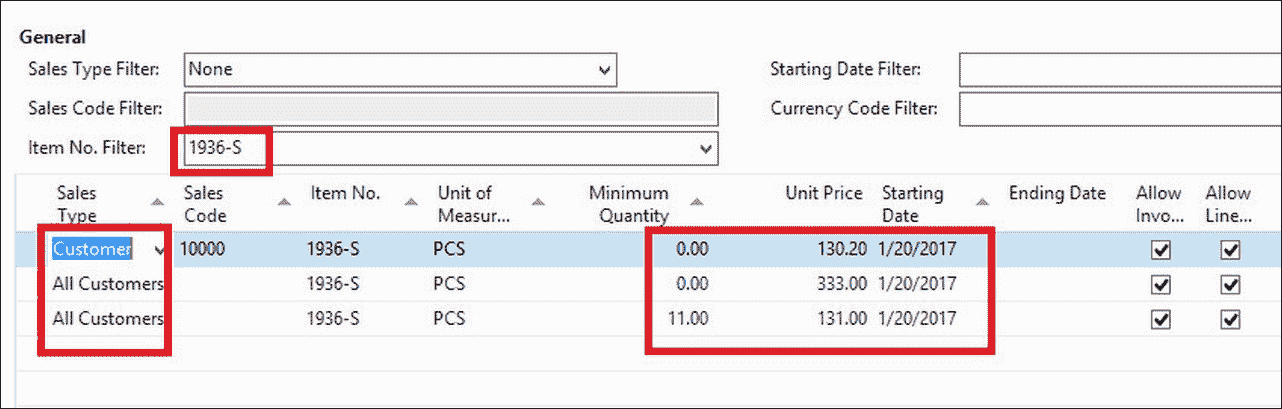 General
Sales Type Filter: None Starting Date Filter:
Sales Code Filter: Currency Code Filter:
Item No. Filter: 1936-S
Sales Type Sales Code Item No. Unit of Measur... Minimum Quantity Unit Price Starting Date Ending Date Allow Invo... Allow Line...
Customer 10000 1936-S PCS 0.00 130.20 1/20/2017
All Customers 1936-S PCS 0.00 333.00 1/20/2017
All Customers 1936-S PCS 11.00 131.00 1/20/2017